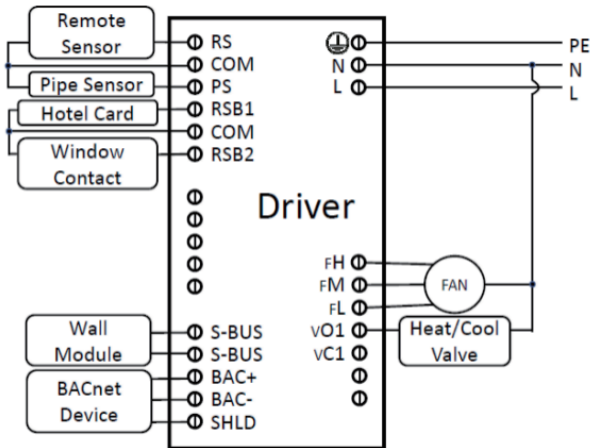 Remote
Sensor
RS
COM
Pipe Sensor
PS
Hotel Card
RSB1
COM
Window
Contact
RSB2
N
L
PE
N
L
Driver
FH
FM
FL
FAN
VO1
VC1
Heat/Cool
Valve
Wall
Module
S-BUS
S-BUS
BACnet
Device
BAC+
BAC-
SHLD